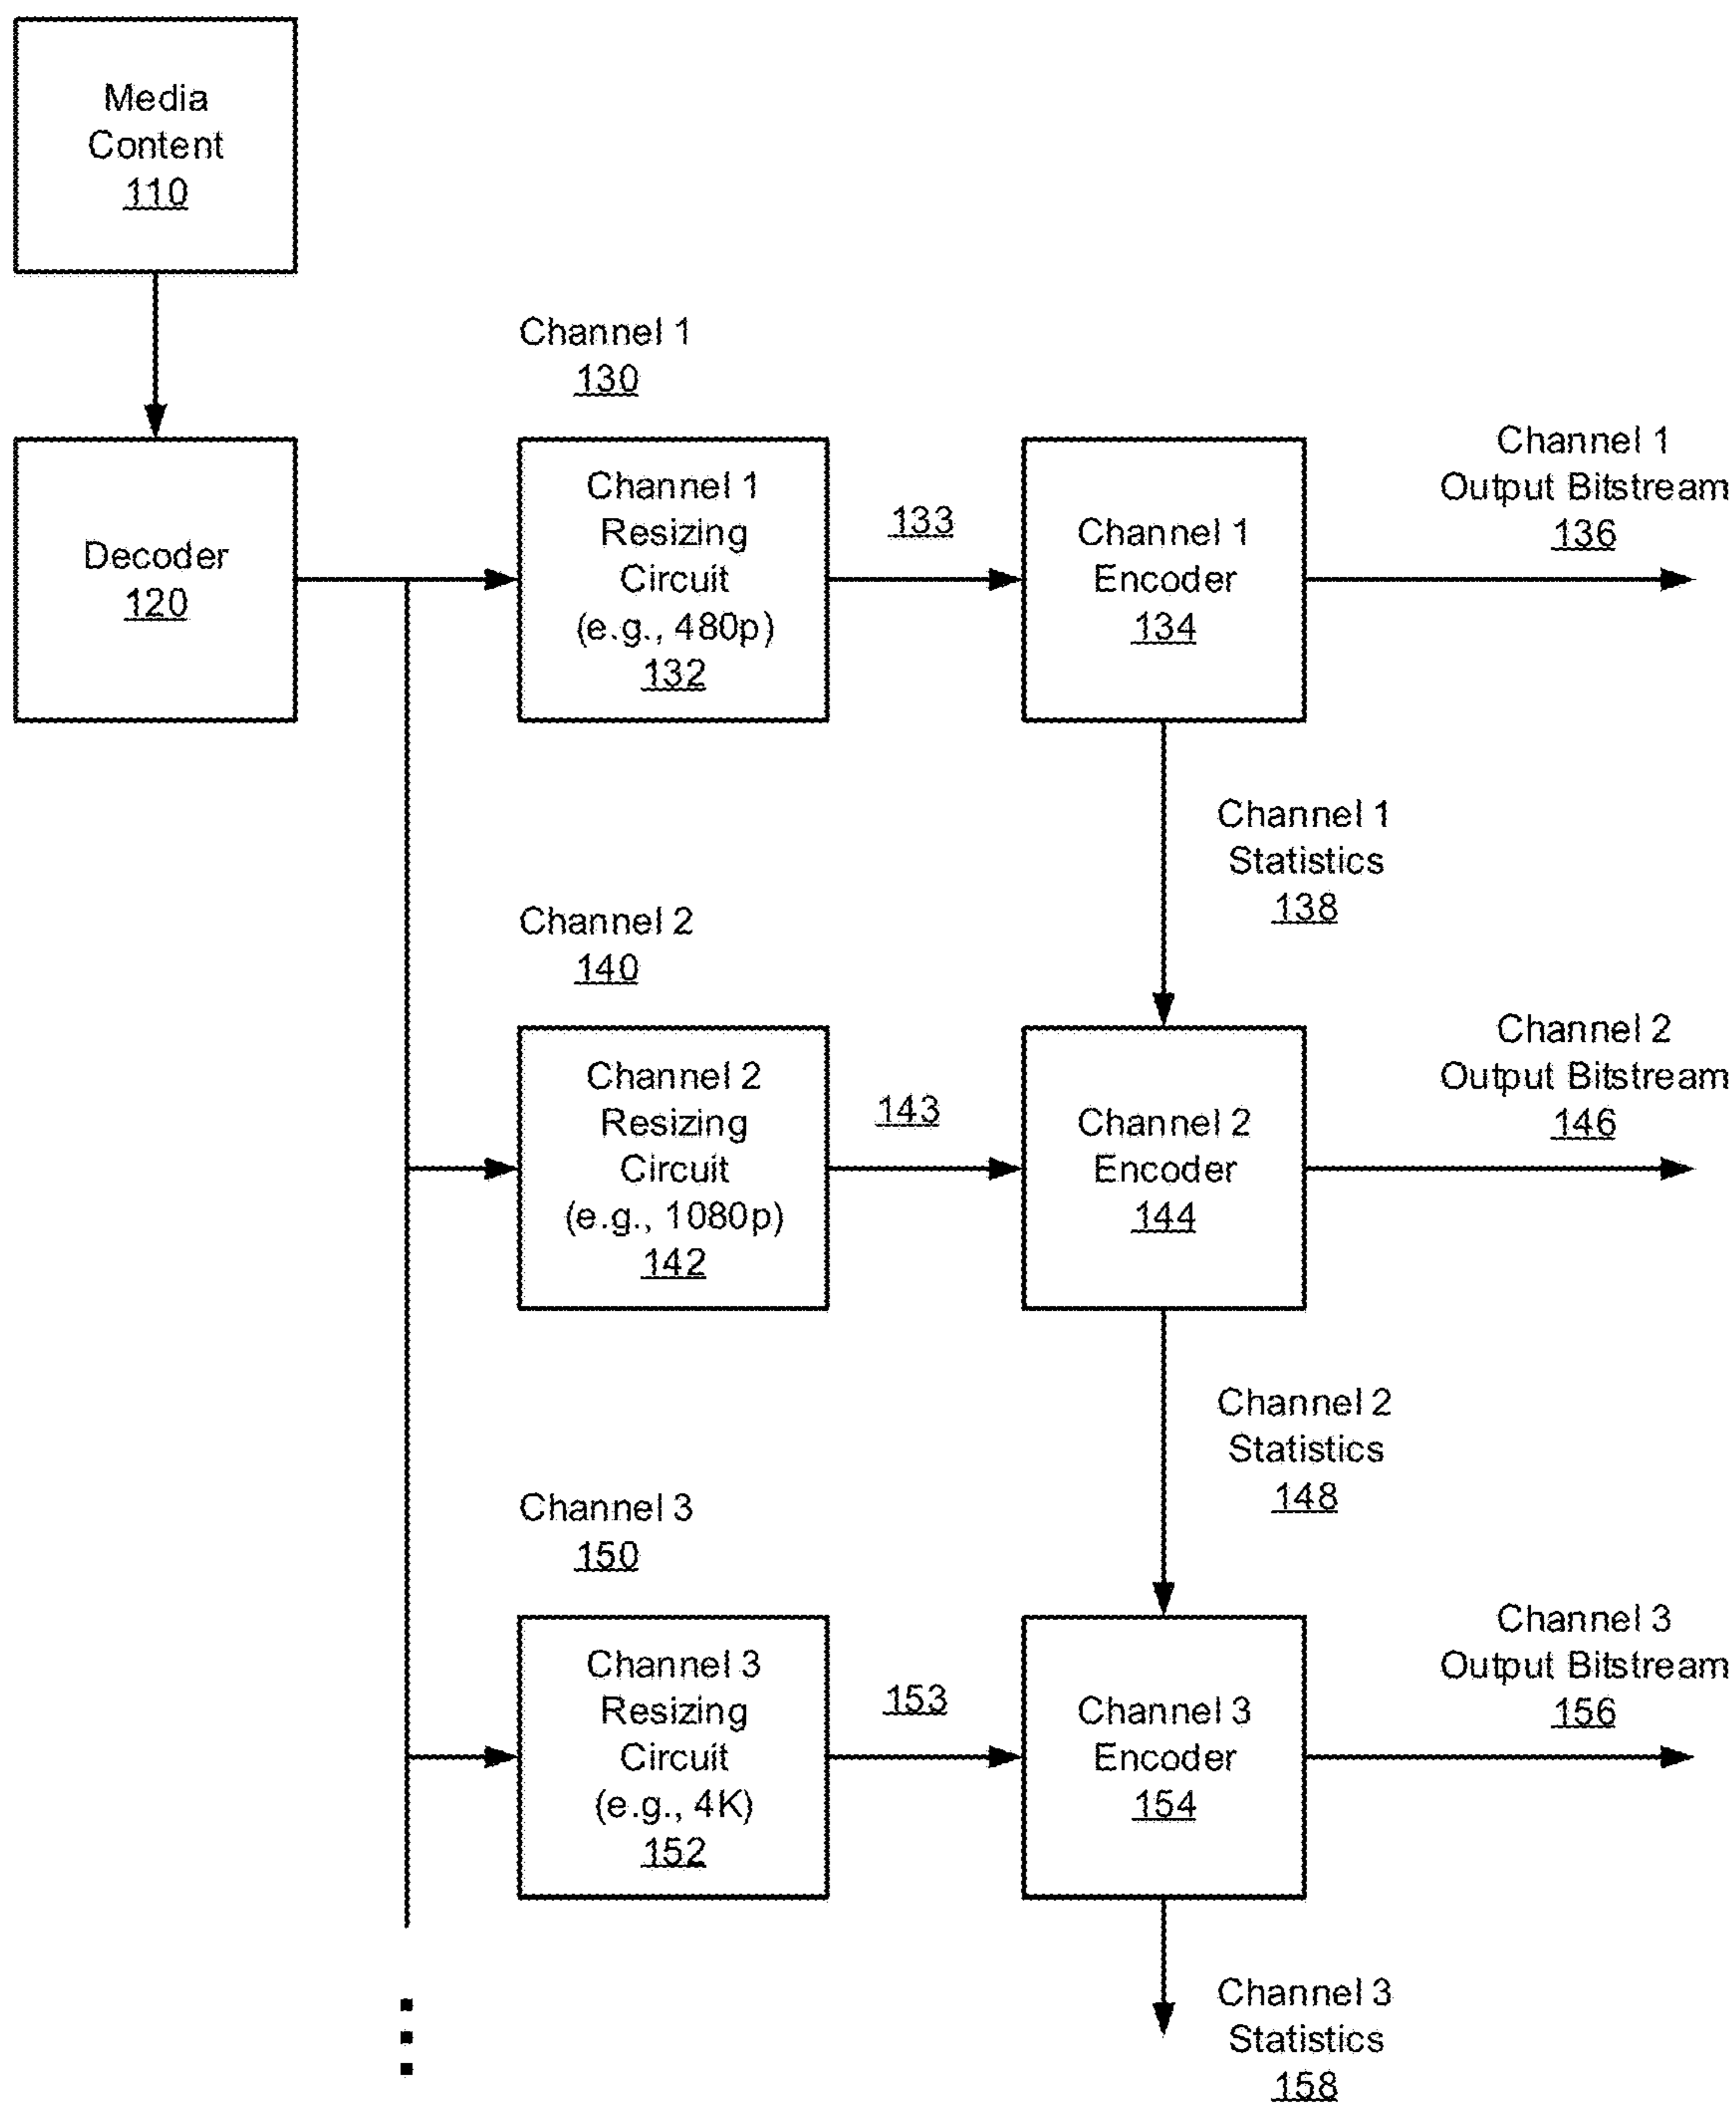 Media
Content
110
Channel 1
130
Decoder
120
Channel 1
Resizing
Circuit
(e.g., 480p)
132
133
Channel 1
Encoder
134
Channel 1
Output Bitstream
136
Channel 1
Statistics
138
Channel 2
140
Channel 2
Resizing
Circuit
(e.g., 1080p)
142
143
Channel 2
Encoder
144
Channel 2
Output Bitstream
146
Channel 2
Statistics
148
Channel 3
150
Channel 3
Resizing
Circuit
(e.g., 4K)
152
153
Channel 3
Encoder
154
Channel 3
Output Bitstream
156
Channel 3
Statistics
158